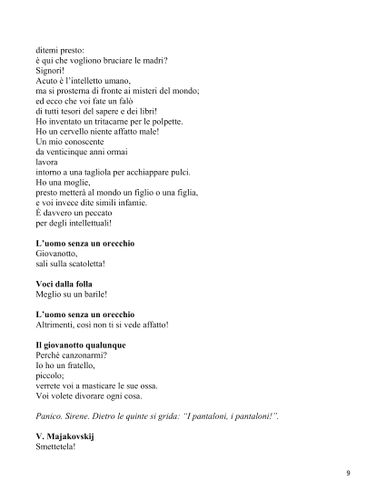 ditemi presto:
è qui che vogliono bruciare le madri?
Signori!
Acuto è l'intelletto umano,
ma si prosterna di fronte ai misteri del mondo;
ed ecco che voi fate un falò
di tutti tesori del sapere e dei libri!
Ho inventato un tritacarne per le polpette.
Ho un cervello niente affatto male!
Un mio conoscente
da venticinque anni ormai
lavora
intorno a una tagliola per acchiappare pulci.
Ho una moglie,
presto metterà al mondo un figlio o una figlia,
e voi invece dite simili infamie.
È davvero un peccato
per degli intellettuali!
L'uomo senza un orecchio
Giovanotto,
sali sulla scatoletta!
Voci dalla folla
Meglio su un barile!
L'uomo senza un orecchio
Altrimenti, così non ti si vede affatto!
Il giovanotto qualunque
Perché canzonarmi?
Io ho un fratello,
piccolo;
verrete voi a masticare le sue ossa.
Voi volete divorare ogni cosa.
Panico. Sirene. Dietro le quinte si grida: "I pantaloni, i pantaloni!".
V. Majakovskij
Smettetela!
9